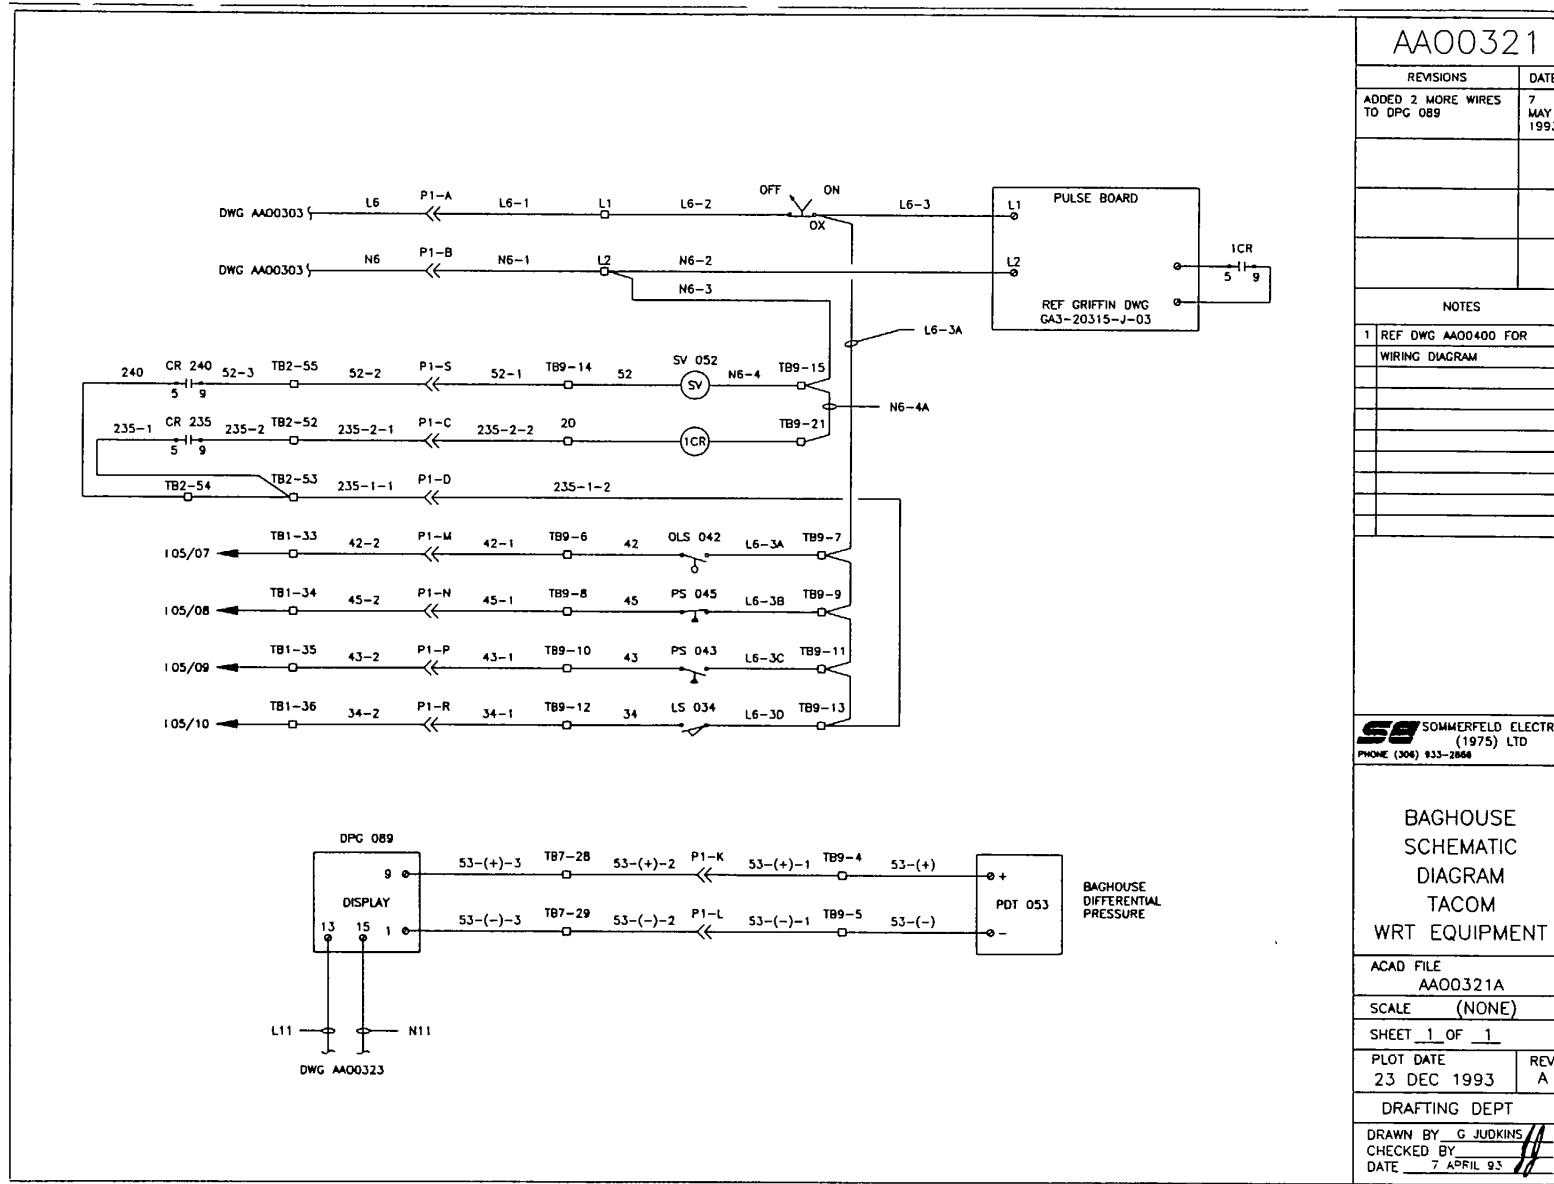 AA00321
REVISIONS DATE
ADDED 2 MORE WIRES 7
TO DPG 089 MAY
1993
OFF ON
DWG AA00303 L6 P1-A L6-1 L1 L6-2 OX L6-3 L1 PULSE BOARD
DWG AA00303 N6 P1-B N6-1 L2 N6-2 L2
1CR
5 9
N6-3
REF GRIFFIN DWG
GA3-20315-J-03
L6-3A
NOTES
1 REF DWG AA00400 FOR
WIRING DIAGRAM
240 CR 240 52-3 TB2-55 52-2 P1-S 52-1 TB9-14 52 SV 052 SV N6-4 TB9-15
5 9
N6-4A
235-1 CR 235 235-2 TB2-52 235-2-1 P1-C 235-2-2 20 1CR TB9-21
5 9
TB2-54 TB2-53 235-1-1 P1-D 235-1-2
I 05/07 TB1-33 42-2 P1-M 42-1 TB9-6 42 OLS 042 L6-3A TB9-7
I 05/08 TB1-34 45-2 P1-N 45-1 TB9-8 45 PS 045 L6-3B TB9-9
I 05/09 TB1-35 43-2 P1-P 43-1 TB9-10 43 PS 043 L6-3C TB9-11
I 05/10 TB1-36 34-2 P1-R 34-1 TB9-12 34 LS 034 L6-3D TB9-13
SE SOMMERFELD ELECTR
(1975) LTD
PHONE (306) 933-2866
DPG 089
9 53-(+)-3 TB7-28 53-(+)-2 P1-K 53-(+)-1 TB9-4 53-(+) +
DISPLAY
PDT 053
BAGHOUSE
DIFFERENTIAL
PRESSURE
13 15 1 53-(-)-3 TB7-29 53-(-)-2 P1-L 53-(-)-1 TB9-5 53-(-) -
L11 N11
DWG AA00323
BAGHOUSE
SCHEMATIC
DIAGRAM
TACOM
WRT EQUIPMENT
ACAD FILE
AA00321A
SCALE (NONE)
SHEET 1 OF 1
PLOT DATE REV
23 DEC 1993 A
DRAFTING DEPT
DRAWN BY G JUDKINS
CHECKED BY
DATE 7 APRIL 93